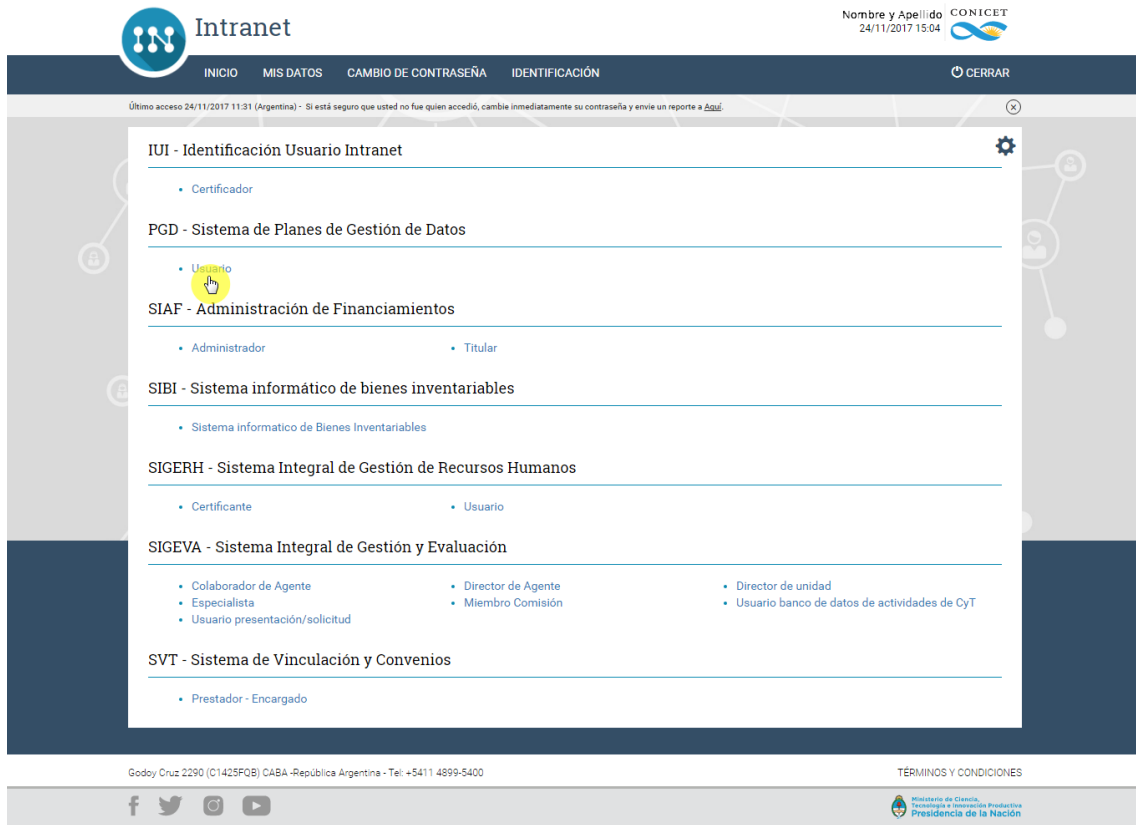 IN
Intranet
Nombre y Apellido
24/11/2017 15:04
CONICET
INICIO MIS DATOS CAMBIO DE CONTRASEÑA IDENTIFICACIÓN CERRAR
Último acceso 24/11/2017 11:31 (Argentina) - Si está seguro que usted no fue quien accedió, cambie inmediatamente su contraseña y envie un reporte a Aquí.
IUI - Identificación Usuario Intranet
Certificador
PGD - Sistema de Planes de Gestión de Datos
Usuario
SIAF - Administración de Financiamientos
Administrador Titular
SIBI - Sistema informático de bienes inventariables
Sistema informatico de Bienes Inventariables
SIGERH - Sistema Integral de Gestión de Recursos Humanos
Certificante Usuario
SIGEVA - Sistema Integral de Gestión y Evaluación
Colaborador de Agente Director de Agente Director de unidad
Especialista Miembro Comisión Usuario banco de datos de actividades de CyT
Usuario presentación/solicitud
SVT - Sistema de Vinculación y Convenios
Prestador - Encargado
Godoy Cruz 2290 (C1425FQB) CABA -República Argentina - Tel: +5411 4899-5400 TÉRMINOS Y CONDICIONES
Ministerio de Ciencia,
Tecnología e Innovación Productiva
Presidencia de la Nación